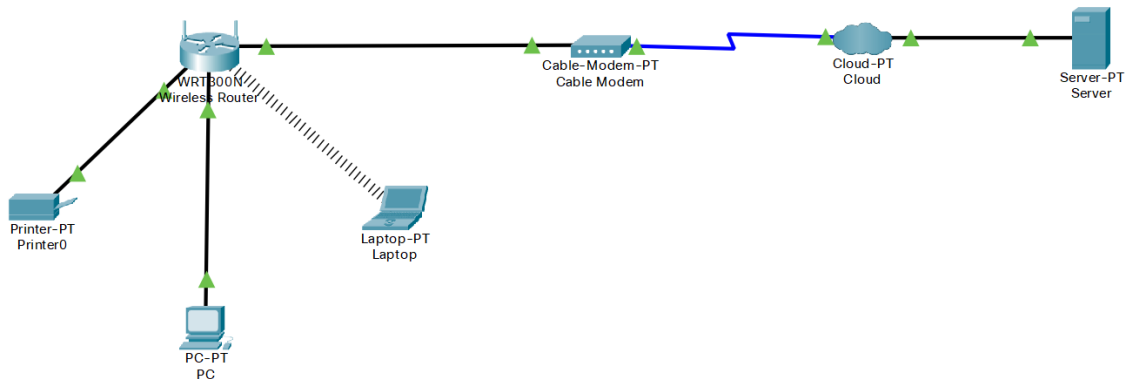 WRT300N
Wireless Router
Cable-Modem-PT
Cable Modem
Cloud-PT
Cloud
Server-PT
Server
Printer-PT
Printer0
Laptop-PT
Laptop
PC-PT
PC